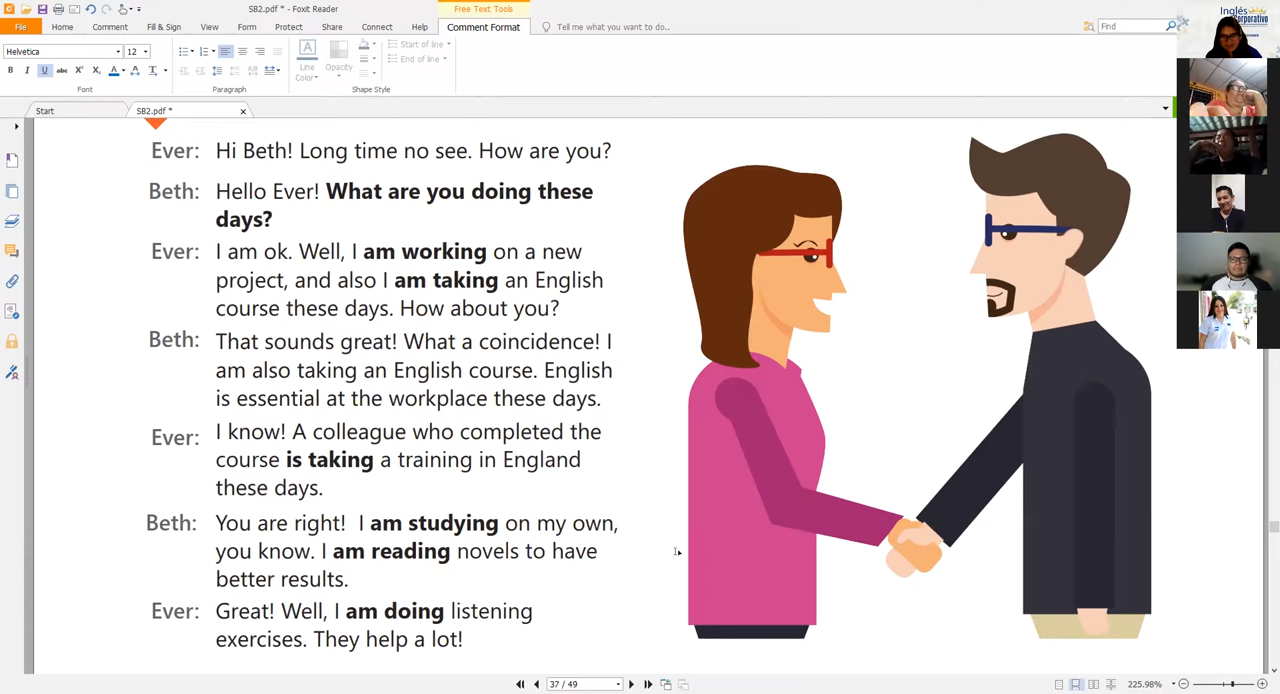 SB2.pdf * - Foxit Reader
Free Text Tools
File
Home
Comment
Fill & Sign
View
Form
Protect
Share
Connect
Help
Comment Format
Tell me what you want to do..
Find
Helvetica
12
B I U abc X² X₂ A A T
Line
Color
Opacity
Start of line
End of line
Font
Paragraph
Shape Style
Start
SB2.pdf *
Inglés
Corporativo
Ever: Hi Beth! Long time no see. How are you?
Beth: Hello Ever! What are you doing these
days?
Ever: I am ok. Well, I am working on a new
project, and also I am taking an English
course these days. How about you?
Beth: That sounds great! What a coincidence! I
am also taking an English course. English
is essential at the workplace these days.
Ever: I know! A colleague who completed the
course is taking a training in England
these days.
Beth: You are right! I am studying on my own,
you know. I am reading novels to have
better results.
Ever: Great! Well, I am doing listening
exercises. They help a lot!
37 / 49
225.98%